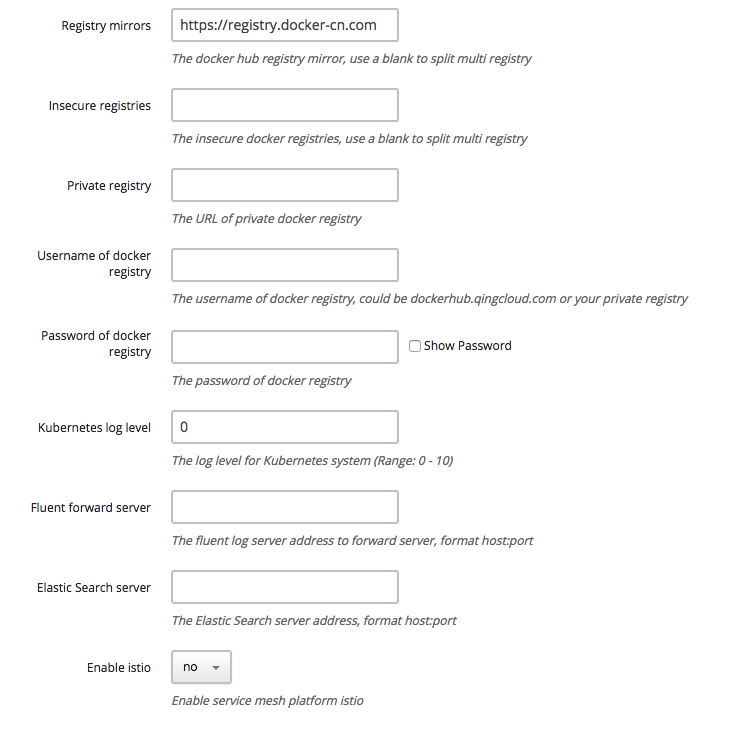 Registry mirrors
https://registry.docker-cn.com
The docker hub registry mirror, use a blank to split multi registry
Insecure registries
The insecure docker registries, use a blank to split multi registry
Private registry
The URL of private docker registry
Username of docker
registry
The username of docker registry, could be dockerhub.qingcloud.com or your private registry
Password of docker
registry
Show Password
The password of docker registry
Kubernetes log level
0
The log level for Kubernetes system (Range: 0 - 10)
Fluent forward server
The fluent log server address to forward server, format host:port
Elastic Search server
The Elastic Search server address, format host:port
Enable istio
no
Enable service mesh platform istio